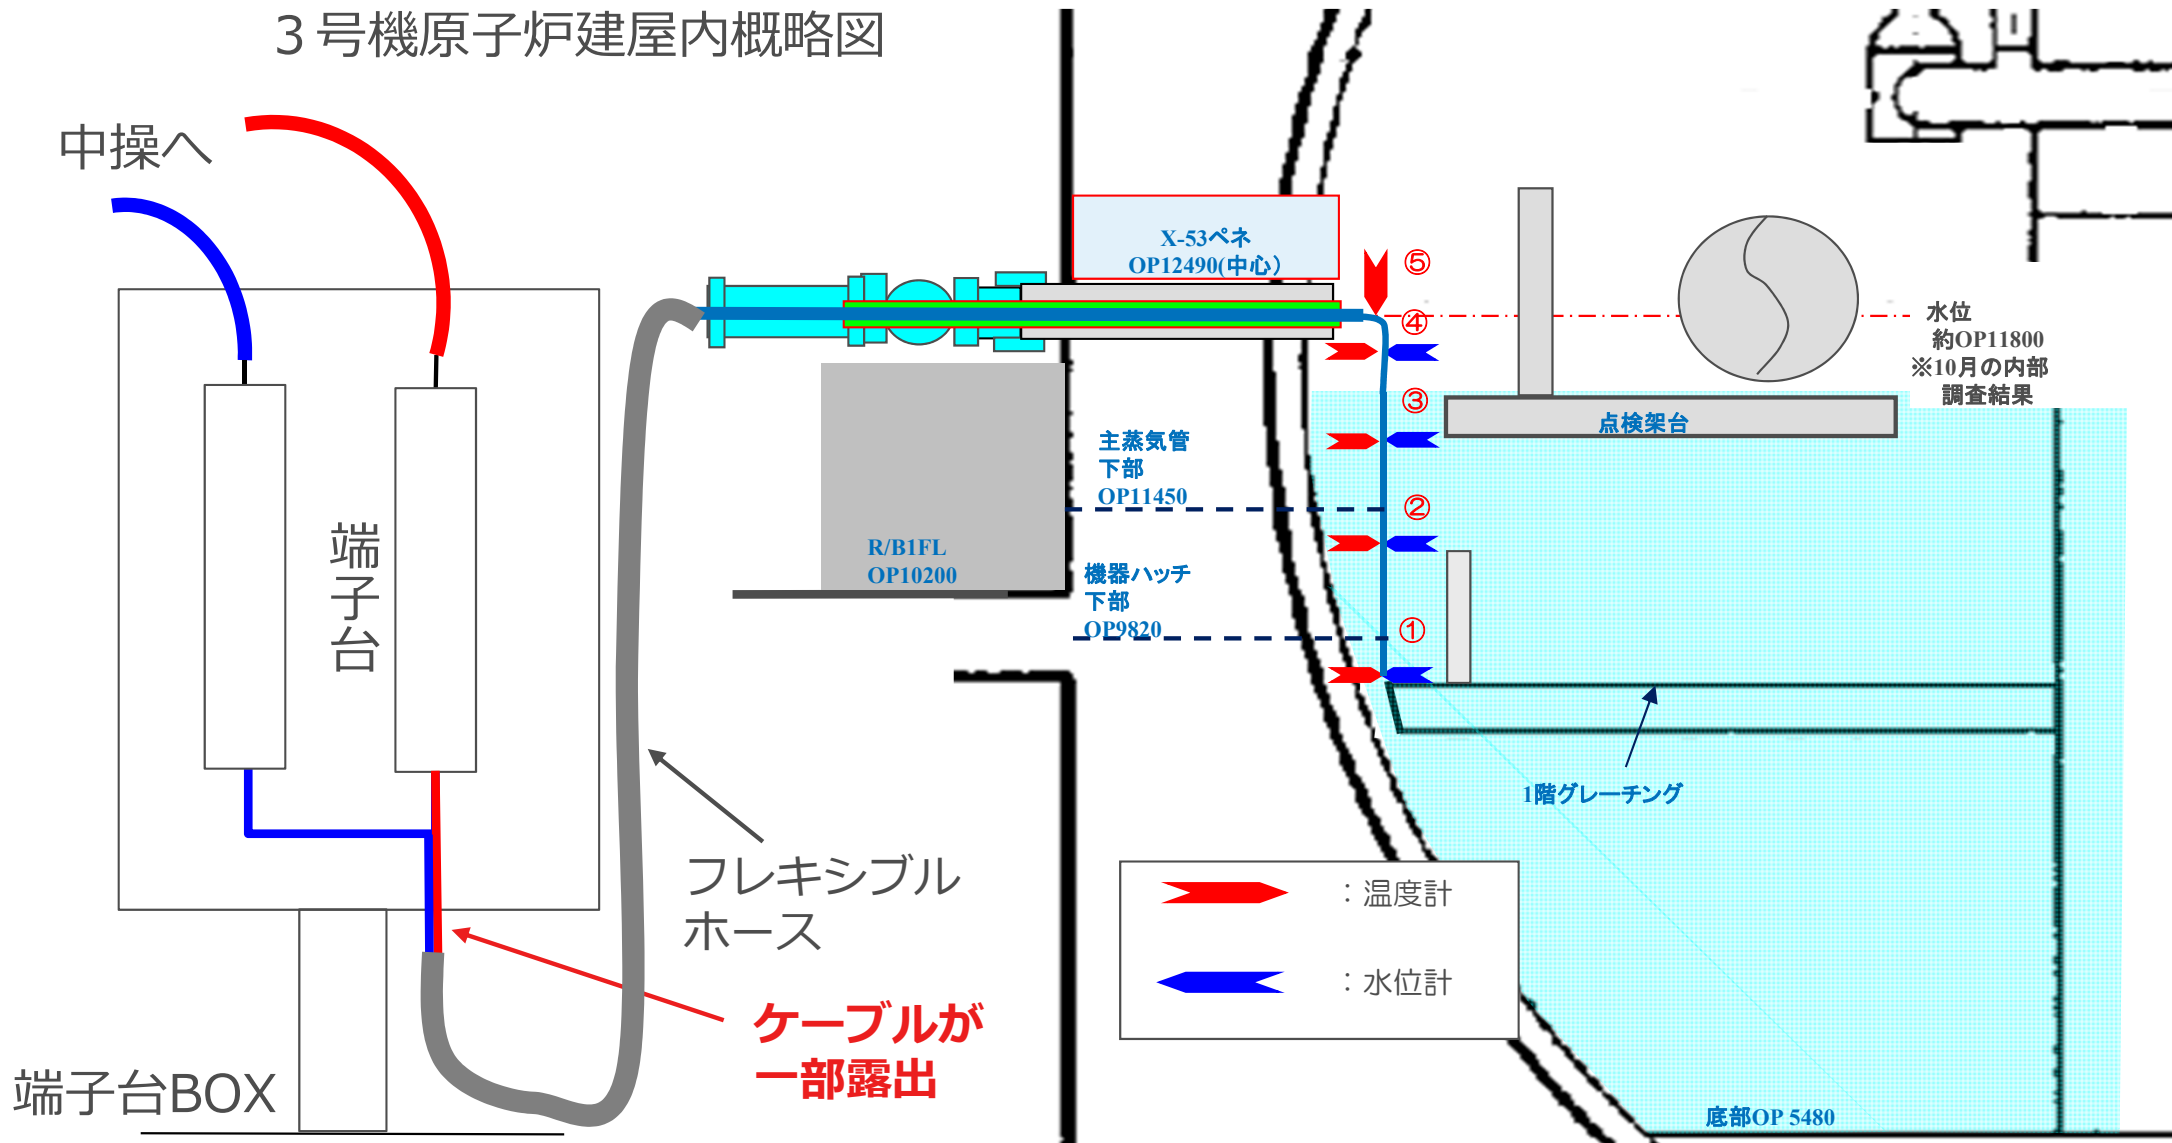 ３号機原子炉建屋内概略図
中操へ
端子台
X-53ペネ
OP12490(中心)
⑤
④
③
②
①
水位
約OP11800
※10月の内部
調査結果
点検架台
主蒸気管
下部
OP11450
R/B1FL
OP10200
機器ハッチ
下部
OP9820
1階グレーチング
フレキシブル
ホース
：温度計
：水位計
ケーブルが
一部露出
端子台BOX
底部OP 5480